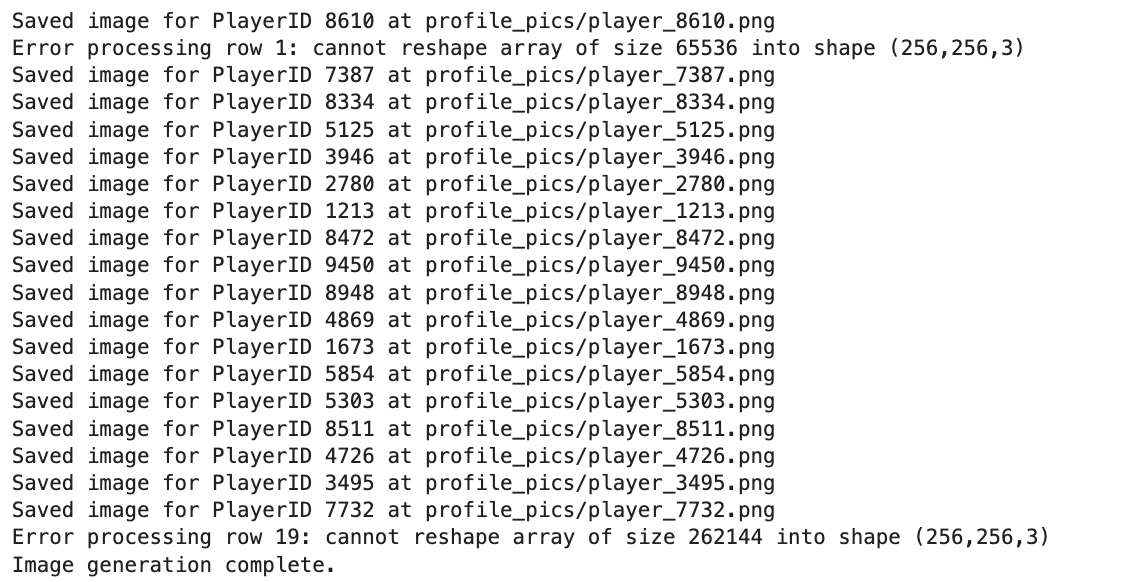 Saved image for PlayerID 8610 at profile_pics/player_8610.png
Error processing row 1: cannot reshape array of size 65536 into shape (256,256,3)
Saved image for PlayerID 7387 at profile_pics/player_7387.png
Saved image for PlayerID 8334 at profile_pics/player_8334.png
Saved image for PlayerID 5125 at profile_pics/player_5125.png
Saved image for PlayerID 3946 at profile_pics/player_3946.png
Saved image for PlayerID 2780 at profile_pics/player_2780.png
Saved image for PlayerID 1213 at profile_pics/player_1213.png
Saved image for PlayerID 8472 at profile_pics/player_8472.png
Saved image for PlayerID 9450 at profile_pics/player_9450.png
Saved image for PlayerID 8948 at profile_pics/player_8948.png
Saved image for PlayerID 4869 at profile_pics/player_4869.png
Saved image for PlayerID 1673 at profile_pics/player_1673.png
Saved image for PlayerID 5854 at profile_pics/player_5854.png
Saved image for PlayerID 5303 at profile_pics/player_5303.png
Saved image for PlayerID 8511 at profile_pics/player_8511.png
Saved image for PlayerID 4726 at profile_pics/player_4726.png
Saved image for PlayerID 3495 at profile_pics/player_3495.png
Saved image for PlayerID 7732 at profile_pics/player_7732.png
Error processing row 19: cannot reshape array of size 262144 into shape (256,256,3)
Image generation complete.